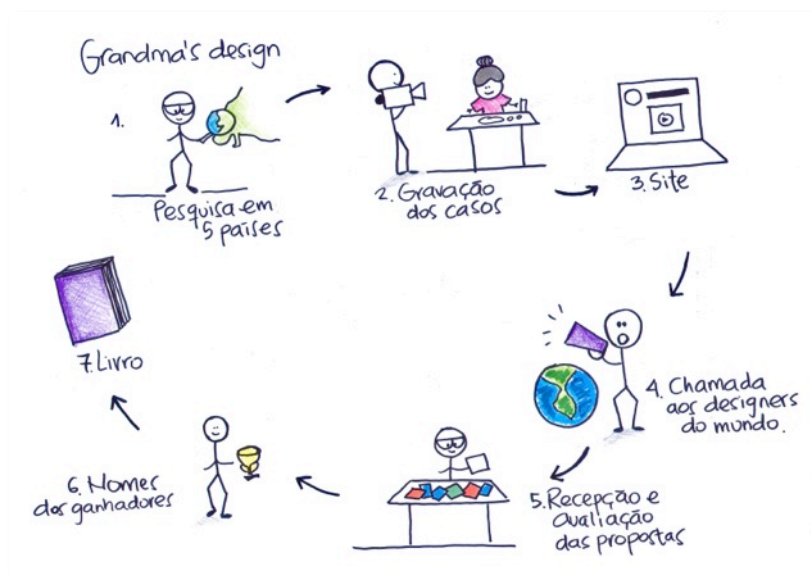 Grandma's design
1.
Pesquisa em
5 países
2. Gravação
dos casos
3. Site
4. Chamada
aos designers
do mundo.
5. Recepção e
avaliação
das propostas
6. Nomes
dos ganhadores
7. Livro